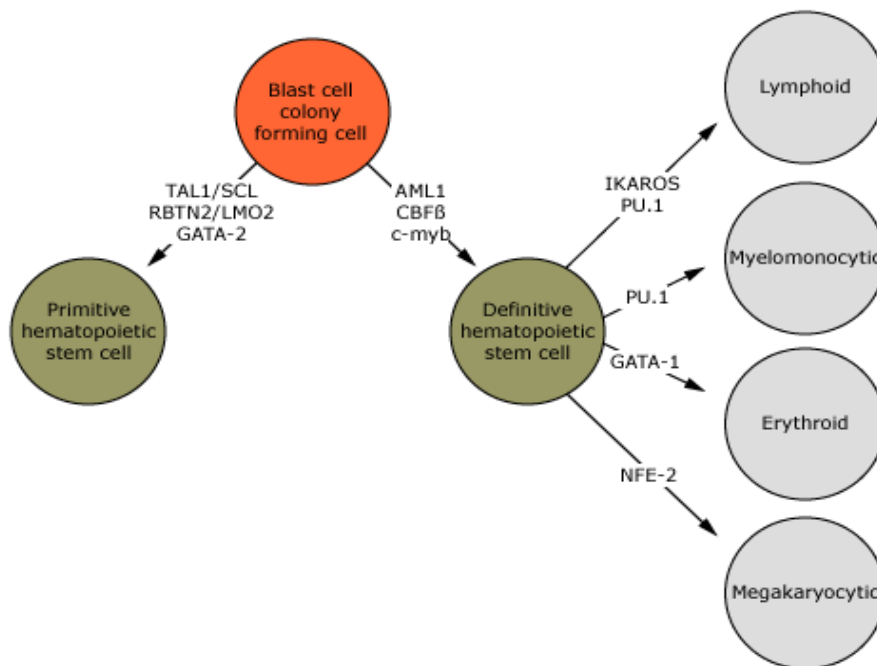 Blast cell
colony
forming cell
TAL1/SCL
RBTN2/LMO2
GATA-2
AML1
CBFß
c-myb
Primitive
hematopoietic
stem cell
Definitive
hematopoietic
stem cell
IKAROS
PU.1
PU.1
GATA-1
NFE-2
Lymphoid
Myelomonocytic
Erythroid
Megakaryocytic